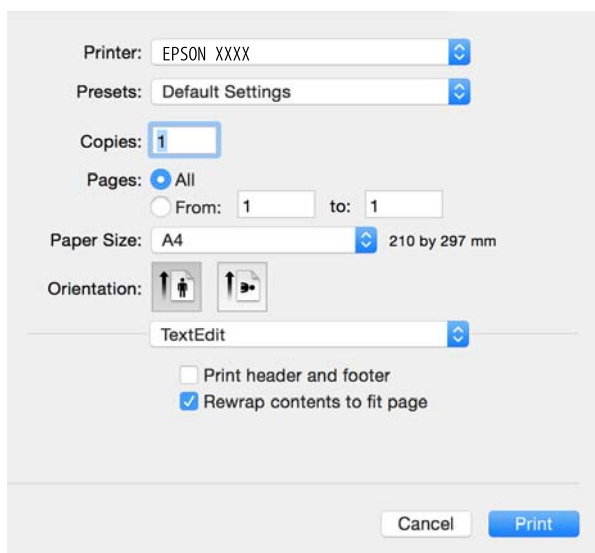 Printer: EPSON XXXX
Presets: Default Settings
Copies: 1
Pages: All
From: 1 to: 1
Paper Size: A4 210 by 297 mm
Orientation:
TextEdit
Print header and footer
Rewrap contents to fit page
Cancel Print